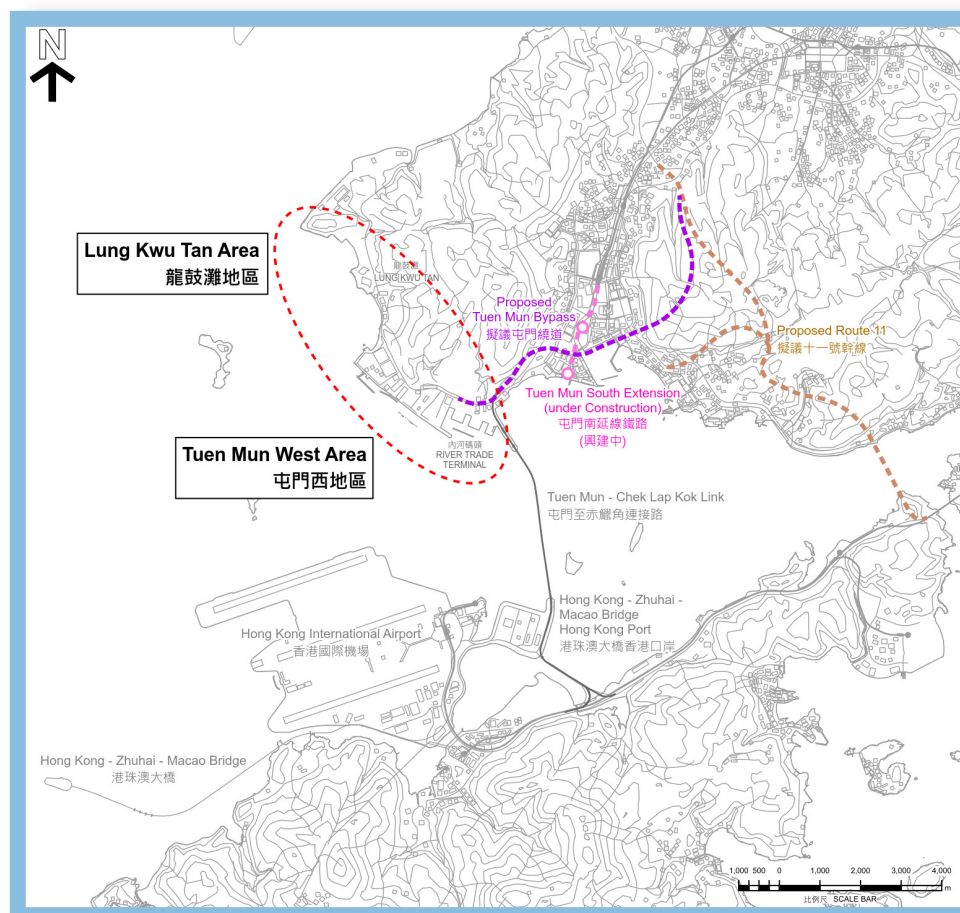 N
Lung Kwu Tan Area
龍鼓灘地區
龍鼓灘
LUNG KWU TAN
Proposed
Tuen Mun Bypass
擬議屯門繞道
Proposed Route 11
擬議十一號幹線
Tuen Mun South Extension
(under Construction)
屯門南延線鐵路
(興建中)
Tuen Mun West Area
屯門西地區
內河碼頭
RIVER TRADE
TERMINAL
Tuen Mun - Chek Lap Kok Link
屯門至赤鱲角連接路
Hong Kong - Zhuhai -
Macao Bridge
Hong Kong Port
港珠澳大橋香港口岸
Hong Kong International Airport
香港國際機場
Hong Kong - Zhuhai - Macao Bridge
港珠澳大橋
1,000 500 0 1,000 2,000 3,000 4,000
m
比例尺 SCALE BAR